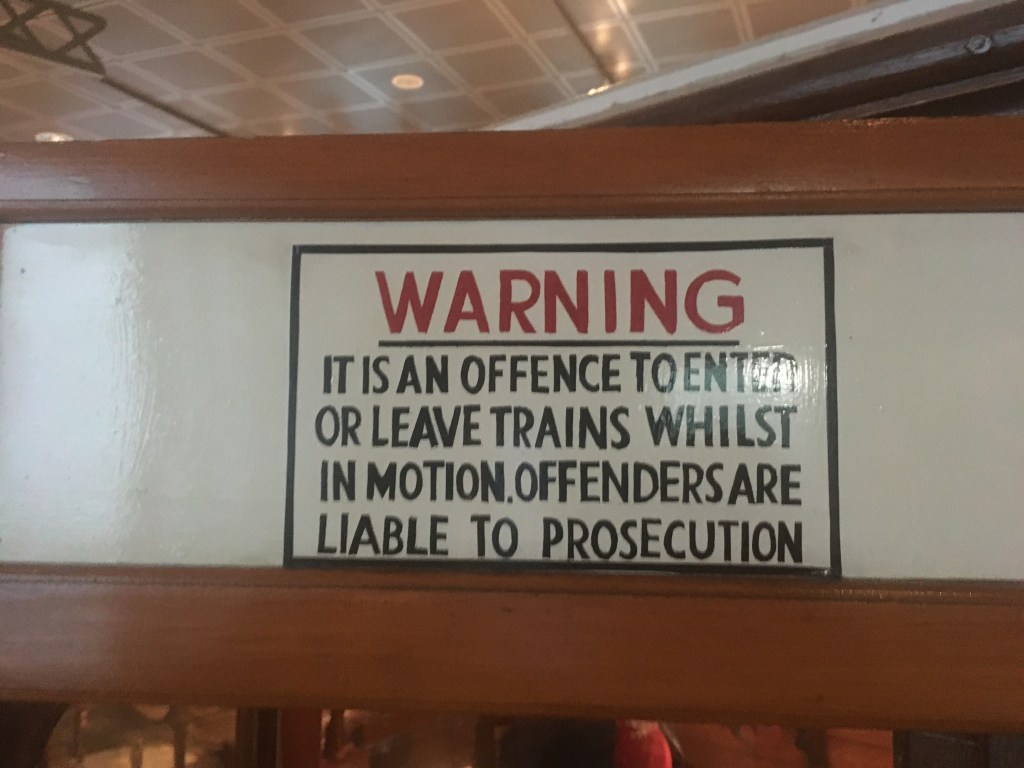 WARNING
IT IS AN OFFENCE TO ENTER
OR LEAVE TRAINS WHILST
IN MOTION. OFFENDERS ARE
LIABLE TO PROSECUTION